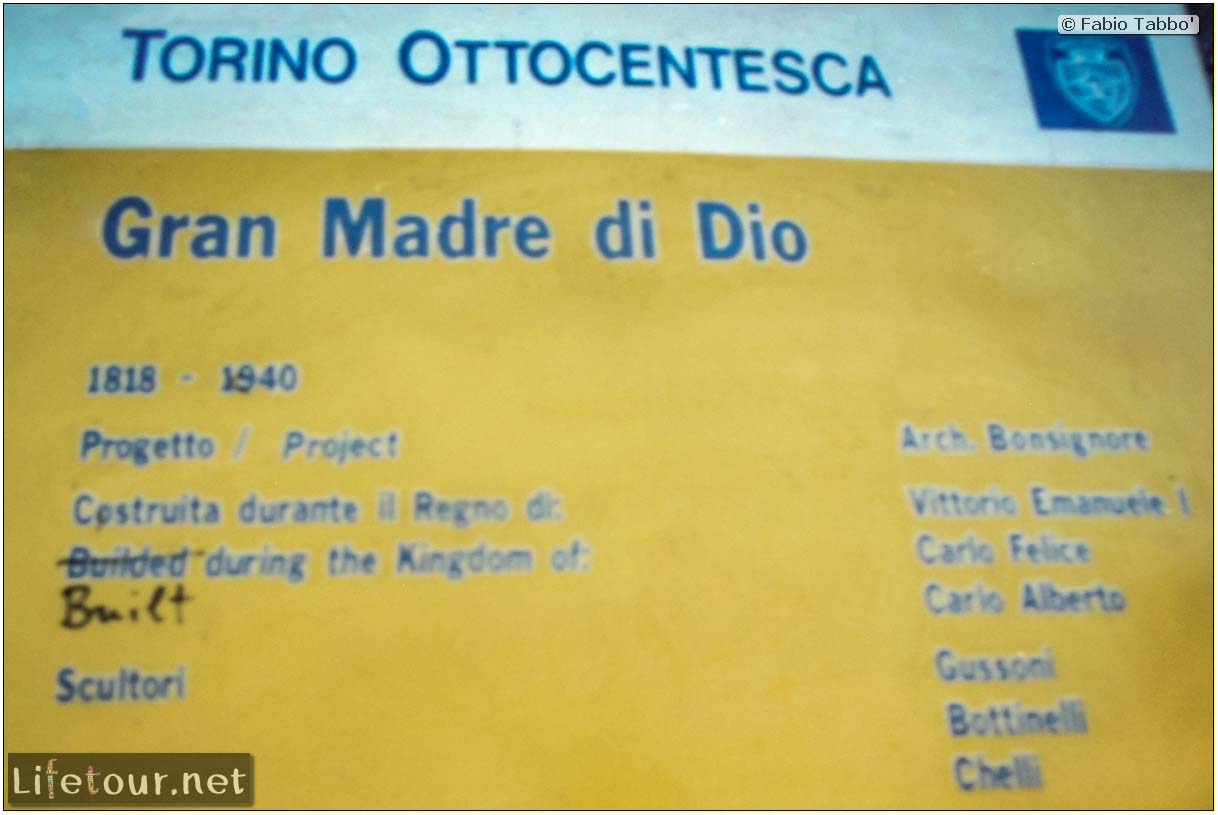 © Fabio Tabbo'
TORINO OTTOCENTESCA
Gran Madre di Dio
1818 - 1940
Progetto / Project Arch. Bonsignore
Costruita durante il Regno di: Vittorio Emanuele I
Builded during the Kingdom of: Carlo Felice
Built Carlo Alberto
Scultori Gussoni
Bottinelli
Chelli
Lifetour.net